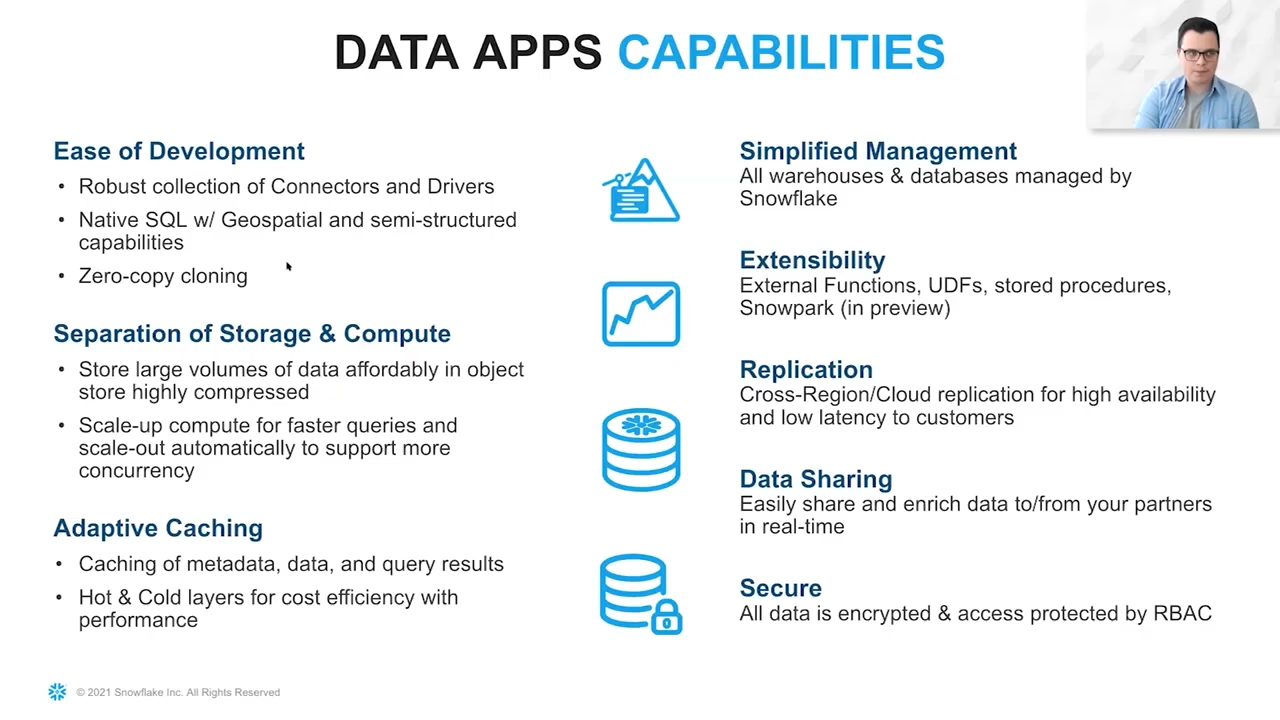 DATA APPS CAPABILITIES
Ease of Development
• Robust collection of Connectors and Drivers
• Native SQL w/ Geospatial and semi-structured
capabilities
• Zero-copy cloning
Separation of Storage & Compute
• Store large volumes of data affordably in object
store highly compressed
• Scale-up compute for faster queries and
scale-out automatically to support more
concurrency
Adaptive Caching
• Caching of metadata, data, and query results
• Hot & Cold layers for cost efficiency with
performance
Simplified Management
All warehouses & databases managed by
Snowflake
Extensibility
External Functions, UDFs, stored procedures,
Snowpark (in preview)
Replication
Cross-Region/Cloud replication for high availability
and low latency to customers
Data Sharing
Easily share and enrich data to/from your partners
in real-time
Secure
All data is encrypted & access protected by RBAC
© 2021 Snowflake Inc. All Rights Reserved